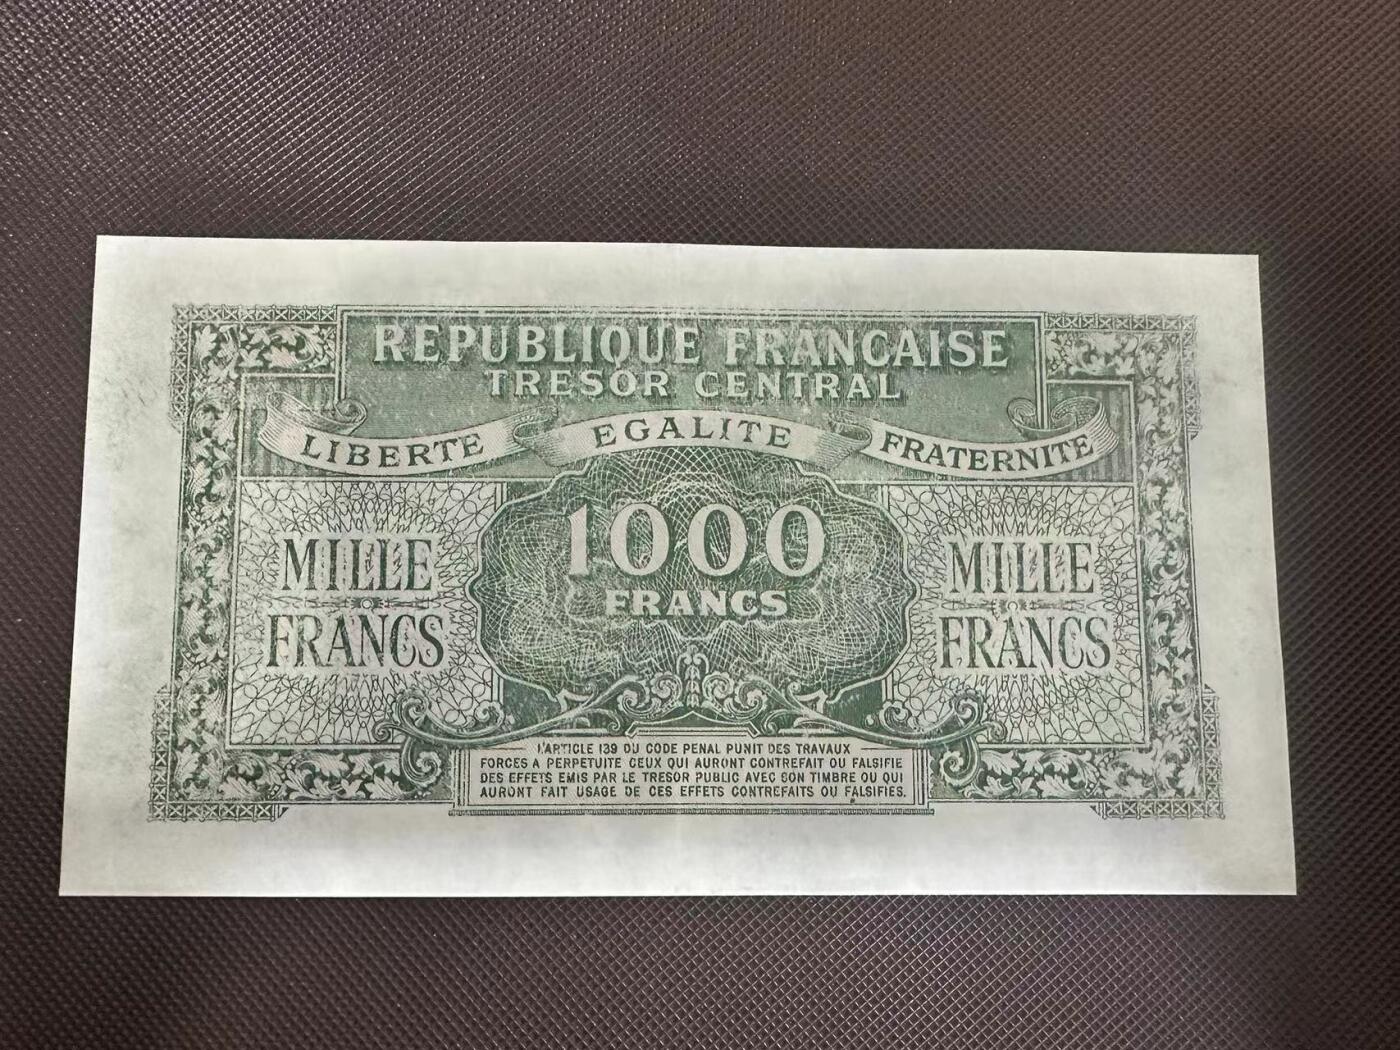 REPUBLIQUE FRANCAISE
TRESOR CENTRAL
LIBERTE EGALITE FRATERNITE
1000
FRANCS
MILLE
FRANCS
MILLE
FRANCS
L'ARTICLE 139 DU CODE PENAL PUNIT DES TRAVAUX
FORCES A PERPETUITE CEUX QUI AURONT CONTREFAIT OU FALSIFIE
DES EFFETS EMIS PAR LE TRESOR PUBLIC AVEC SON TIMBRE OU QUI
AURONT FAIT USAGE DE CES EFFETS CONTREFAITS OU FALSIFIES.